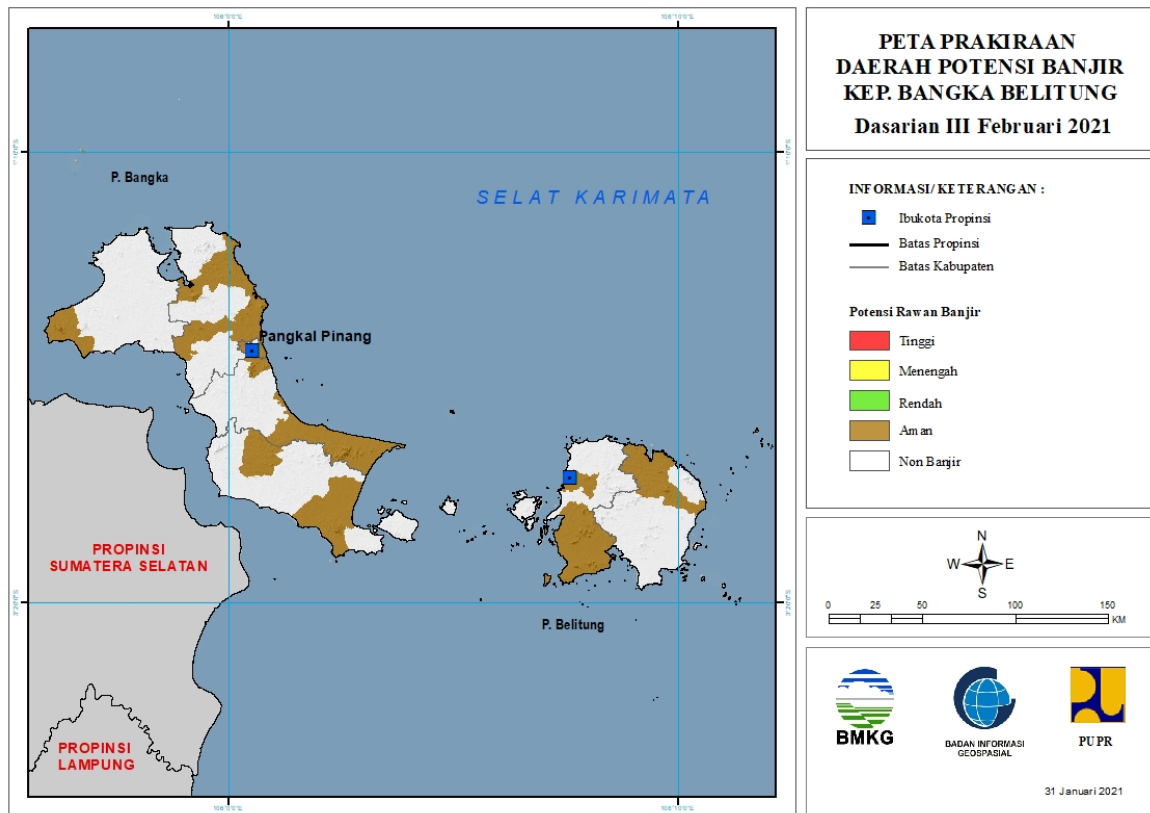 PETA PRAKIRAAN
DAERAH POTENSI BANJIR
KEP. BANGKA BELITUNG
Dasarian III Februari 2021
INFORMASI/ KETERANGAN :
Ibukota Propinsi
Batas Propinsi
Batas Kabupaten
Potensi Rawan Banjir
Tinggi
Menengah
Rendah
Aman
Non Banjir
N
W
E
S
0 25 50 100 150
KM
BMKG
BADAN INFORMASI
GEOSPASIAL
PUPR
31 Januari 2021
P. Bangka
SELAT KARIMATA
Pangkal Pinang
PROPINSI
SUMATERA SELATAN
P. Belitung
PROPINSI
LAMPUNG